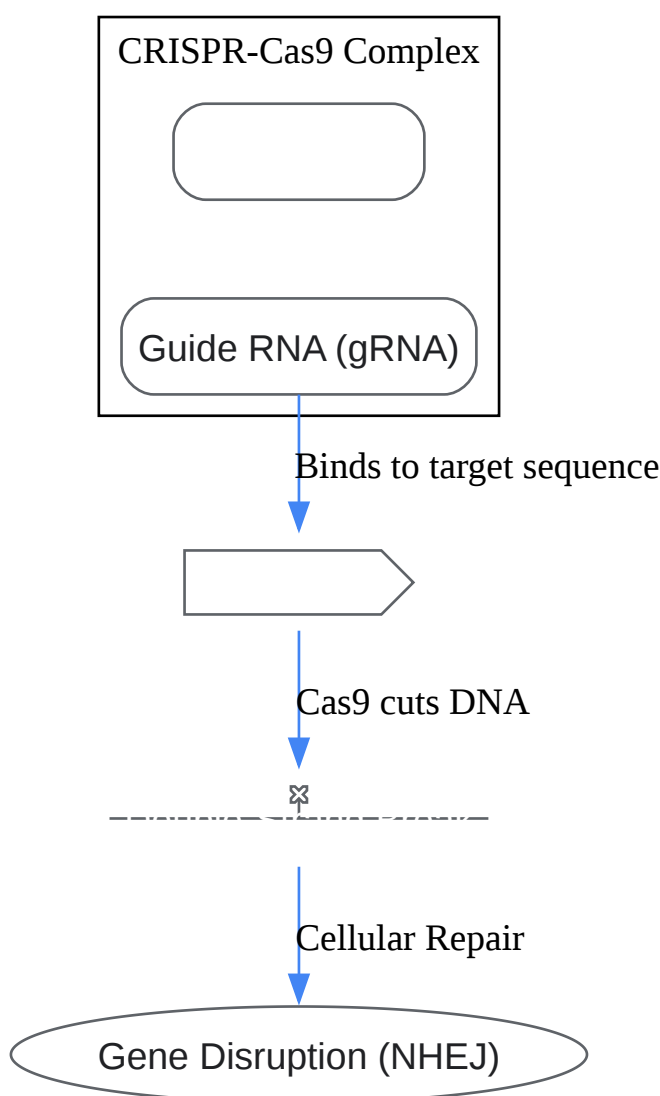 CRISPR-Cas9 Complex
Guide RNA (gRNA)
Binds to target sequence
Cas9 cuts DNA
Cellular Repair
Gene Disruption (NHEJ)